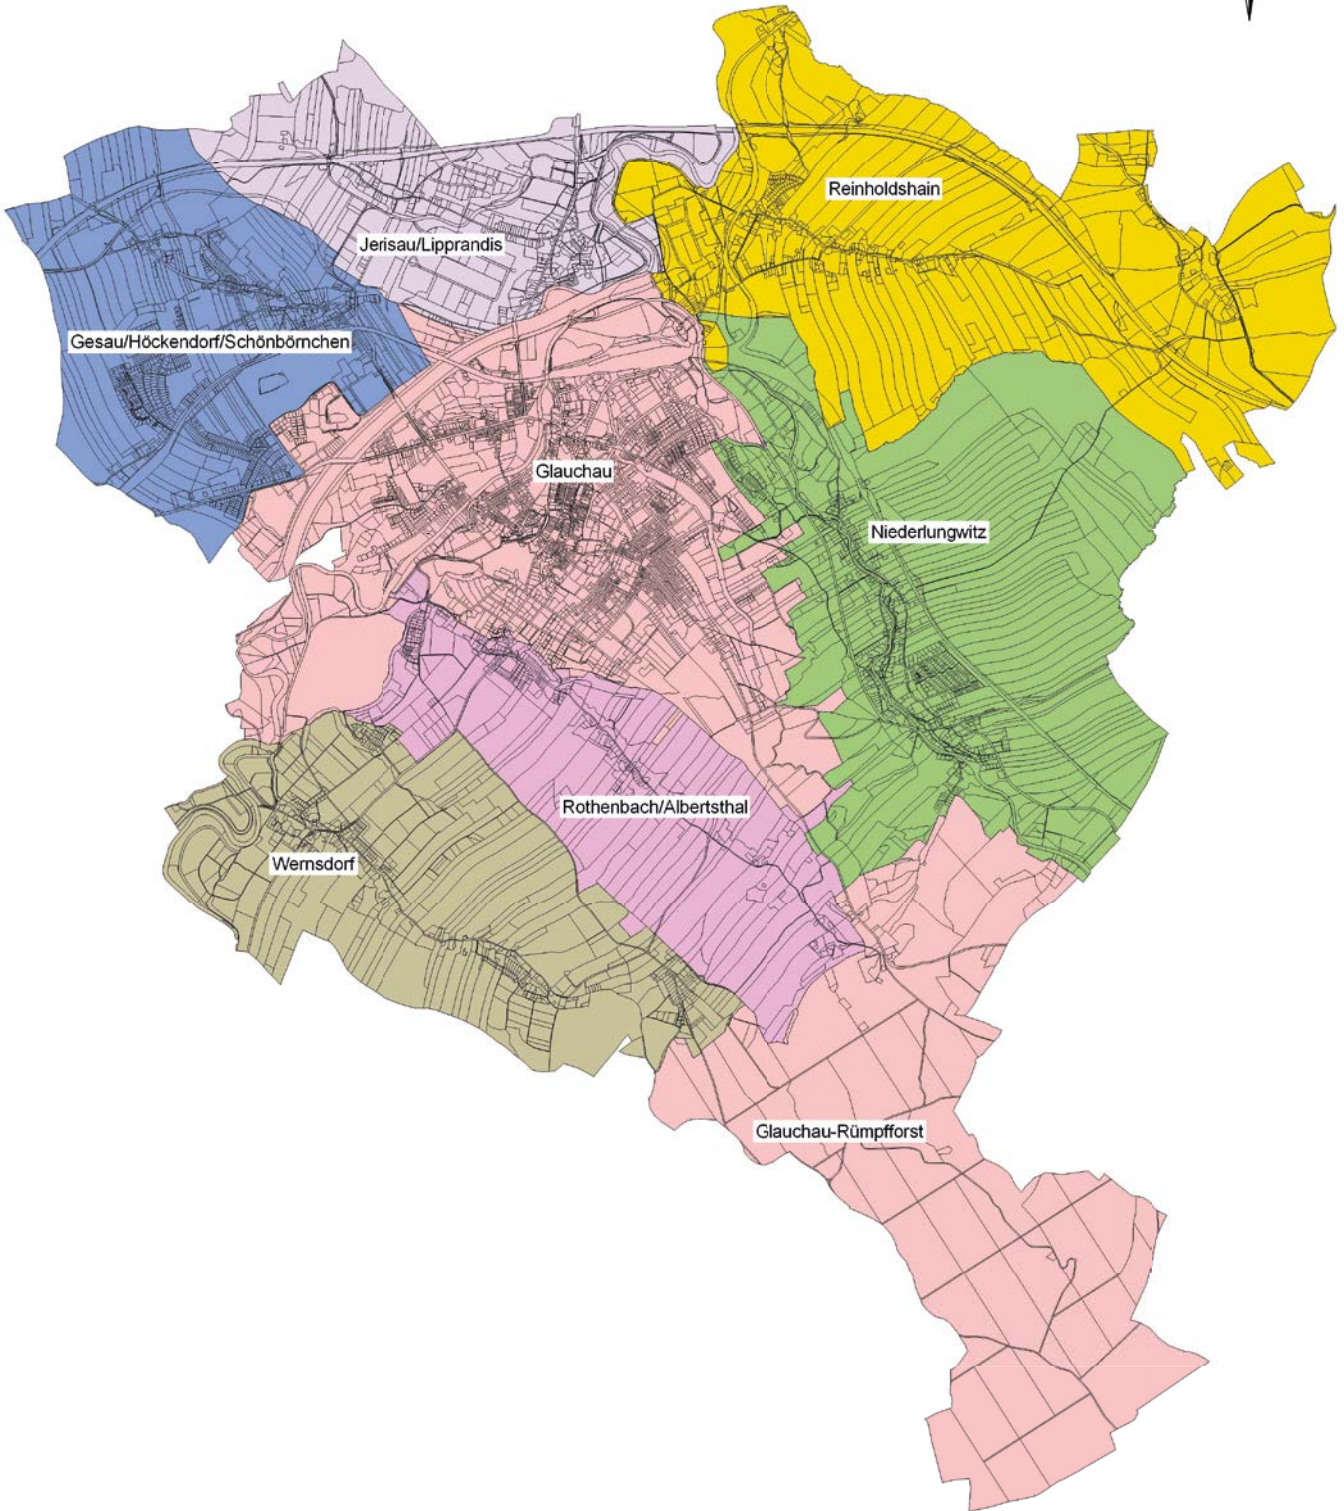 Reinholdshain
Jerisau/Lipprandis
Gesau/Höckendorf/Schönbörnchen
Glauchau
Niederlungwitz
Rothenbach/Albertsthal
Wernsdorf
Glauchau-Rümpfforst